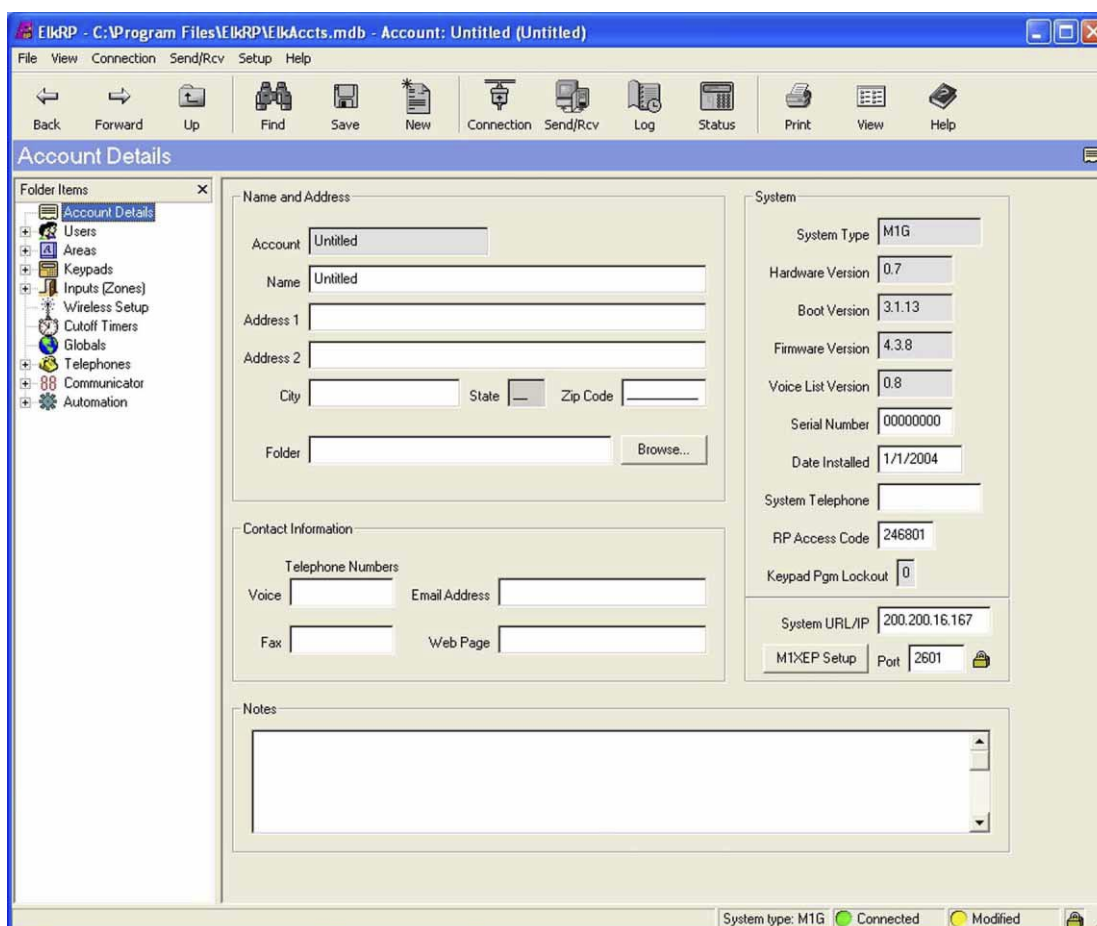 ElkRP - C:\Program Files\ElkRP\ElkAccts.mdb - Account: Untitled (Untitled)
File View Connection Send/Rcv Setup Help
Back Forward Up Find Save New Connection Send/Rcv Log Status Print View Help
Account Details
Folder Items
Account Details
Users
Areas
Keypads
Inputs (Zones)
Wireless Setup
Cutoff Timers
Globals
Telephones
88 Communicator
Automation
Name and Address
Account Untitled
Name Untitled
Address 1
Address 2
City State Zip Code
Folder Browse...
Contact Information
Telephone Numbers
Voice Email Address
Fax Web Page
System
System Type M1G
Hardware Version 0.7
Boot Version 3.1.13
Firmware Version 4.3.8
Voice List Version 0.8
Serial Number 00000000
Date Installed 1/1/2004
System Telephone
RP Access Code 246801
Keypad Pgm Lockout 0
System URL/IP 200.200.16.167
M1XEP Setup Port 2601
Notes
System type: M1G Connected Modified